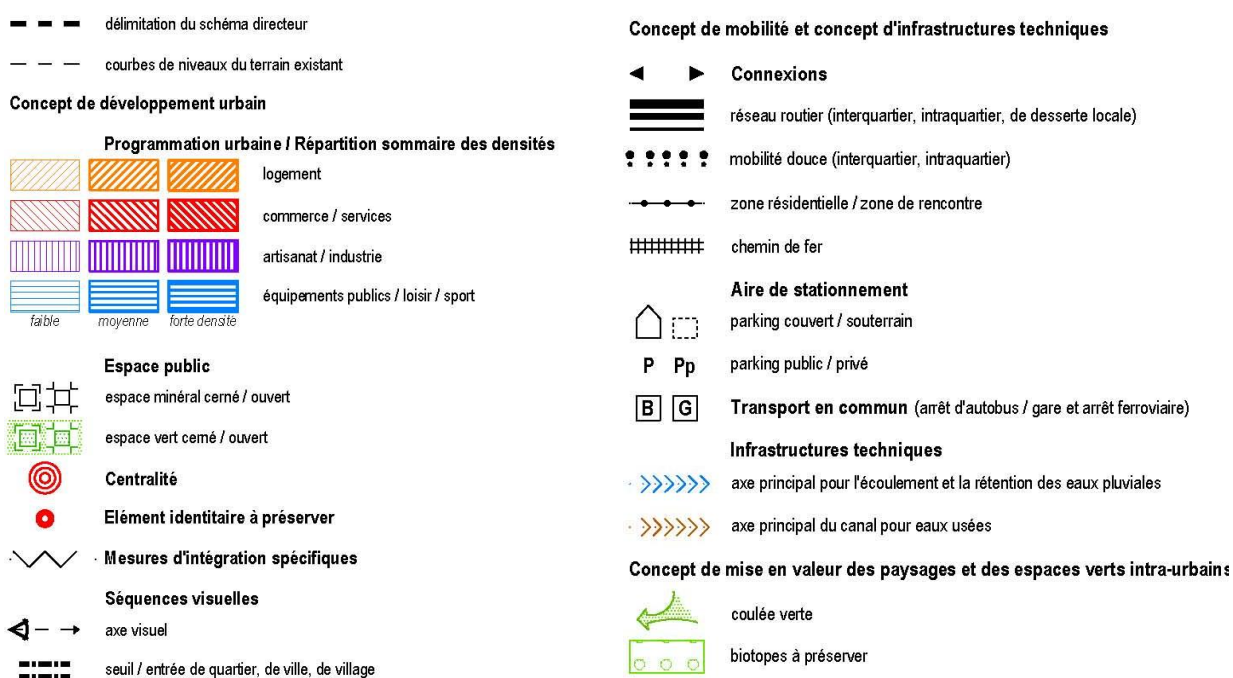 délimitation du schéma directeur
courbes de niveaux du terrain existant
Concept de développement urbain
Programmation urbaine / Répartition sommaire des densités
logement
commerce / services
artisanat / industrie
équipements publics / loisir / sport
faible moyenne forte densité
Espace public
espace minéral cerné / ouvert
espace vert cerné / ouvert
Centralité
Elément identitaire à préserver
Mesures d'intégration spécifiques
Séquences visuelles
axe visuel
seuil / entrée de quartier, de ville, de village
Concept de mobilité et concept d'infrastructures techniques
Connexions
réseau routier (interquartier, intraquartier, de desserte locale)
mobilité douce (interquartier, intraquartier)
zone résidentielle / zone de rencontre
chemin de fer
Aire de stationnement
parking couvert / souterrain
P Pp parking public / privé
B G Transport en commun (arrêt d'autobus / gare et arrêt ferroviaire)
Infrastructures techniques
axe principal pour l'écoulement et la rétention des eaux pluviales
axe principal du canal pour eaux usées
Concept de mise en valeur des paysages et des espaces verts intra-urbains
coulée verte
biotopes à préserver